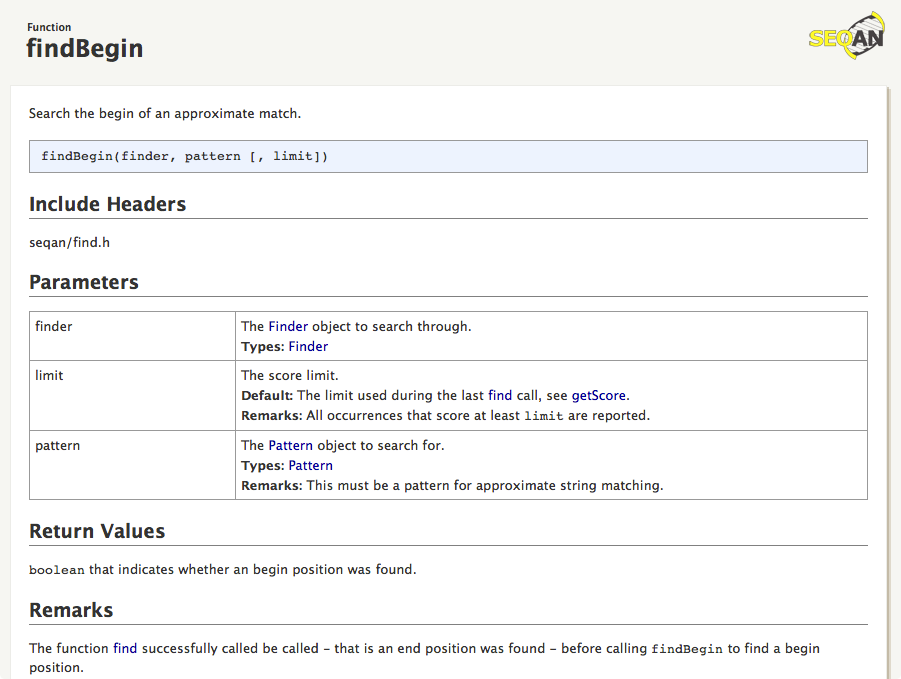 Function
findBegin
SEQAN
Search the begin of an approximate match.
findBegin(finder, pattern [, limit])
Include Headers
seqan/find.h
Parameters
finder
The Finder object to search through.
Types: Finder
limit
The score limit.
Default: The limit used during the last find call, see getScore.
Remarks: All occurrences that score at least limit are reported.
pattern
The Pattern object to search for.
Types: Pattern
Remarks: This must be a pattern for approximate string matching.
Return Values
boolean that indicates whether an begin position was found.
Remarks
The function find successfully called be called – that is an end position was found – before calling findBegin to find a begin
position.